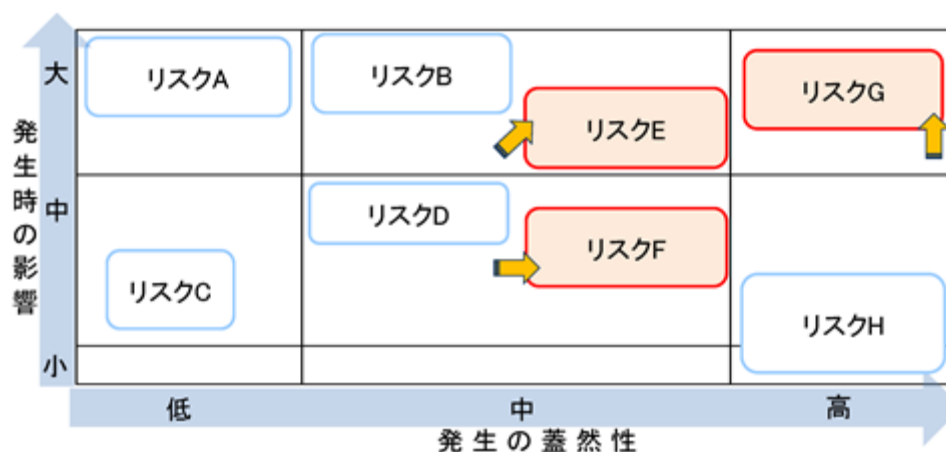 大
中
小
発生時の影響
リスクA
リスクB
リスクE
リスクG
リスクD
リスクF
リスクC
リスクH
低
中
高
発生の蓋然性